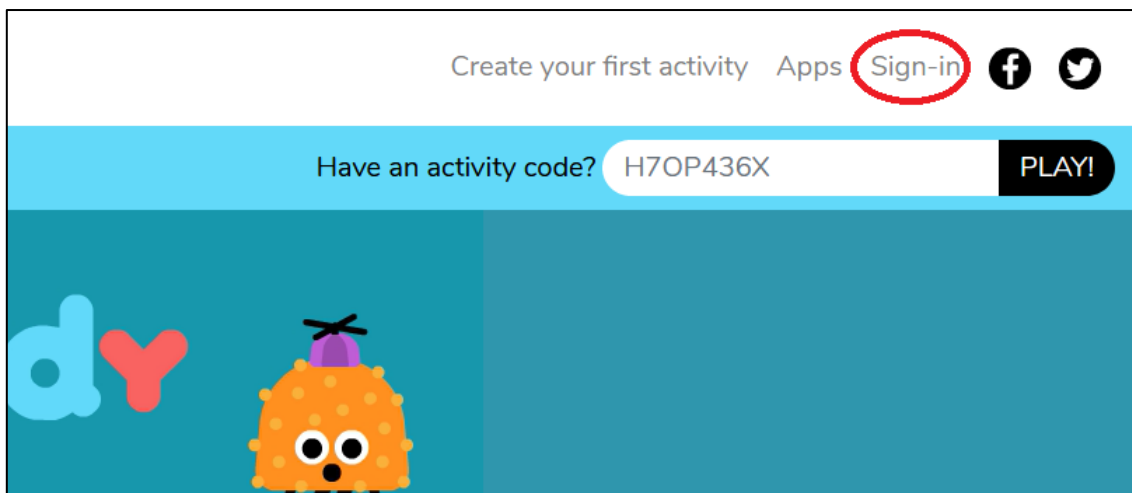 Create your first activity Apps Sign-in
Have an activity code? H7OP436X PLAY!
dy